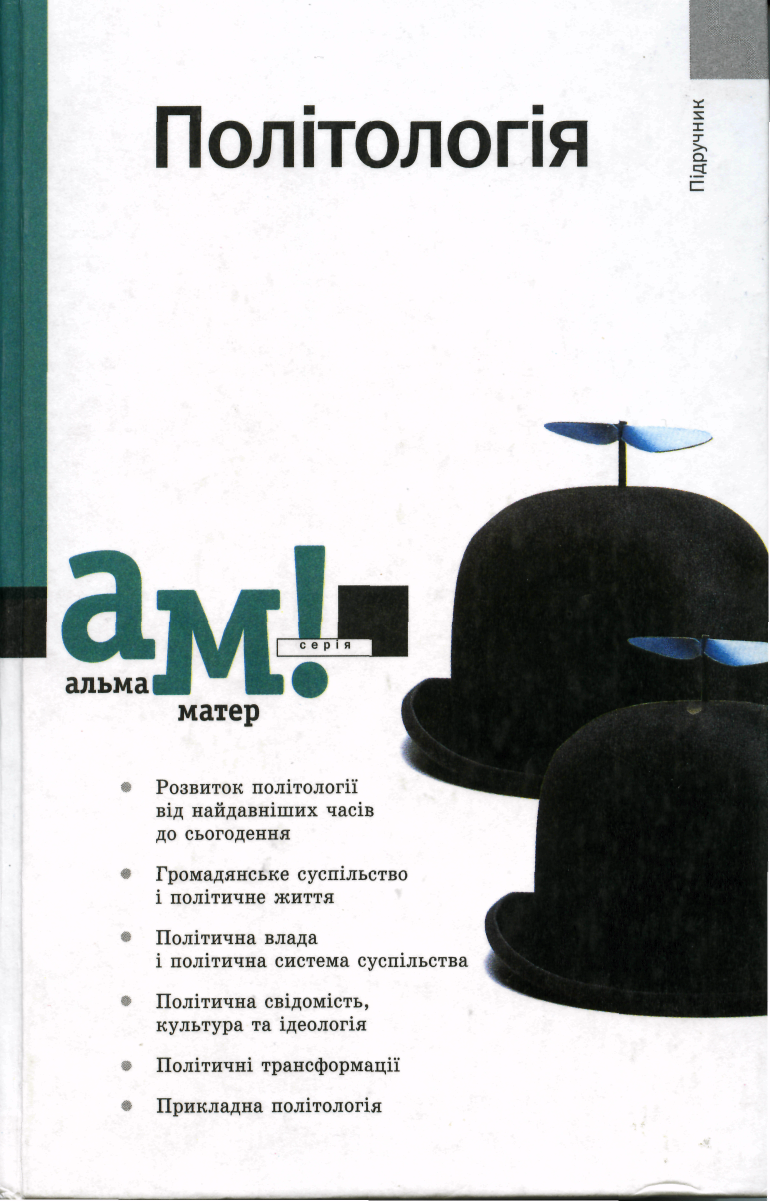 Політологія
Підручник
ам!
серія
альма
матер
Розвиток політології
від найдавніших часів
до сьогодення
Громадянське суспільство
і політичне життя
Політична влада
і політична система суспільства
Політична свідомість,
культура та ідеологія
Політичні трансформації
Прикладна політологія